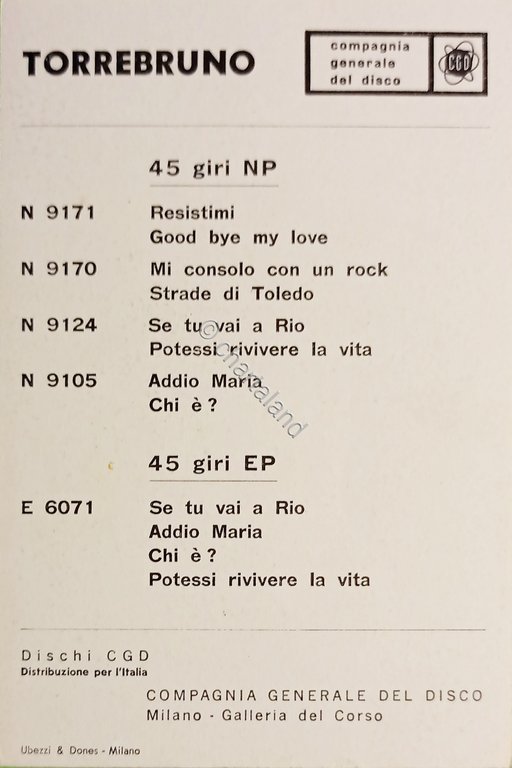 TORREBRUNO
compagnia
generale
del disco
CGD
45 giri NP
N 9171 Resistimi
Good bye my love
N 9170 Mi consolo con un rock
Strade di Toledo
N 9124 Se tu vai a Rio
Potessi rivivere la vita
N 9105 Addio Maria
Chi è?
45 giri EP
E 6071 Se tu vai a Rio
Addio Maria
Chi è?
Potessi rivivere la vita
© chartaland
Dischi CGD
Distribuzione per l'Italia
COMPAGNIA GENERALE DEL DISCO
Milano - Galleria del Corso
Ubezzi & Dones - Milano